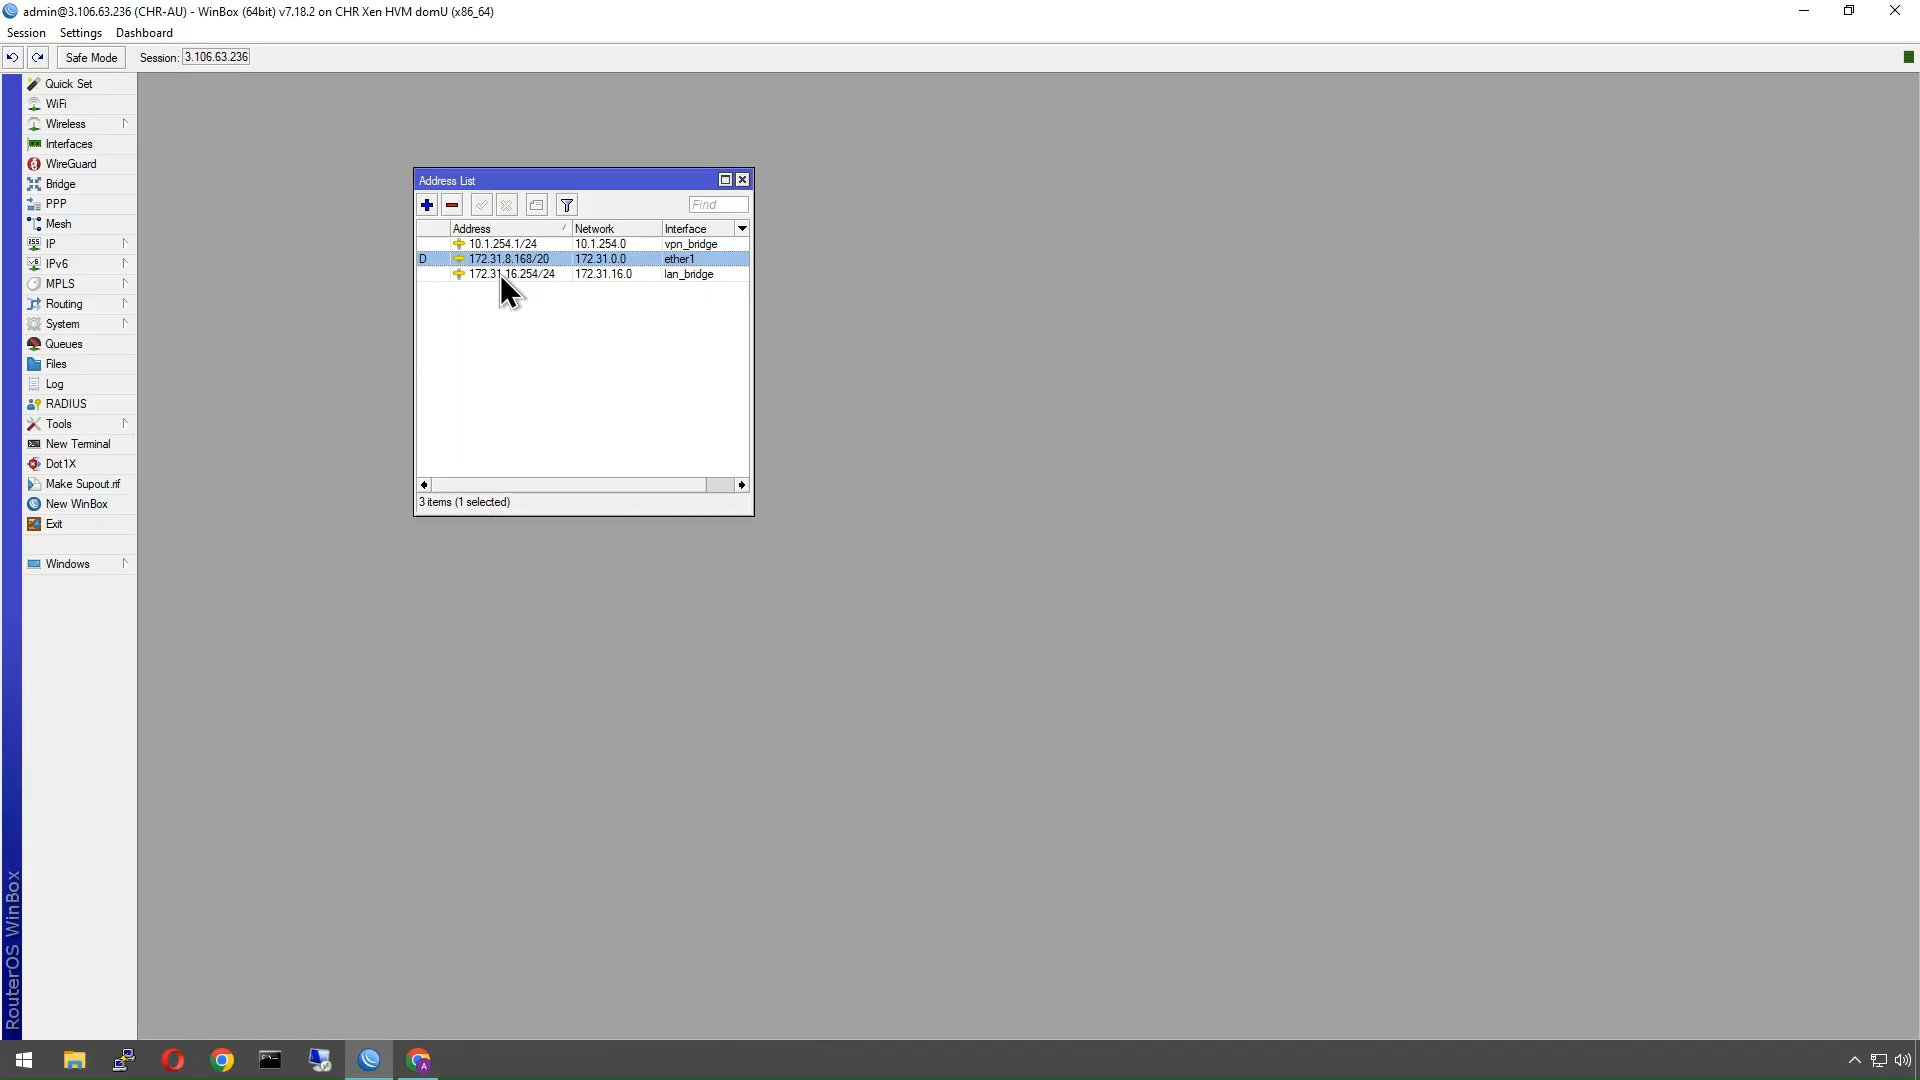 admin@3.106.63.236 (CHR-AU) - WinBox (64bit) v7.18.2 on CHR Xen HVM domU (x86_64)
Session Settings Dashboard
Safe Mode Session: 3.106.63.236
Quick Set
WiFi
Wireless
Interfaces
WireGuard
Bridge
PPP
Mesh
IP
IPv6
MPLS
Routing
System
Queues
Files
Log
RADIUS
Tools
New Terminal
Dot1X
Make Supout.rif
New WinBox
Exit
Windows
RouterOS WinBox
Address List
Find
Address Network Interface
10.1.254.1/24 10.1.254.0 vpn_bridge
D 172.31.8.168/20 172.31.0.0 ether1
172.31.16.254/24 172.31.16.0 lan_bridge
3 items (1 selected)